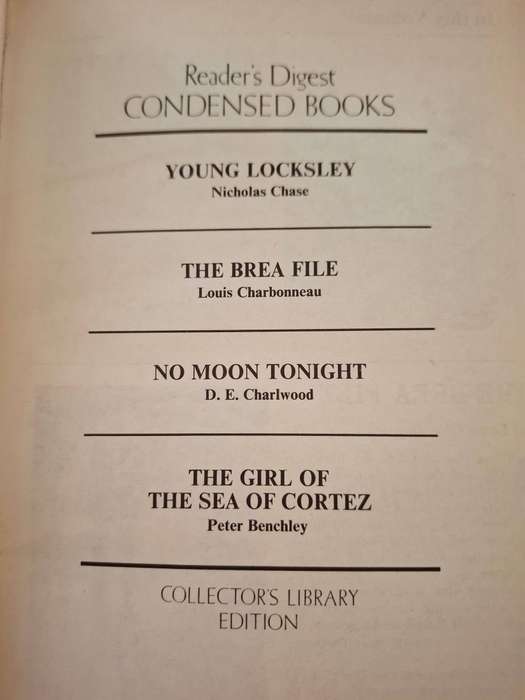 Reader's Digest
CONDENSED BOOKS
YOUNG LOCKSLEY
Nicholas Chase
THE BREA FILE
Louis Charbonneau
NO MOON TONIGHT
D. E. Charlwood
THE GIRL OF
THE SEA OF CORTEZ
Peter Benchley
COLLECTOR'S LIBRARY
EDITION